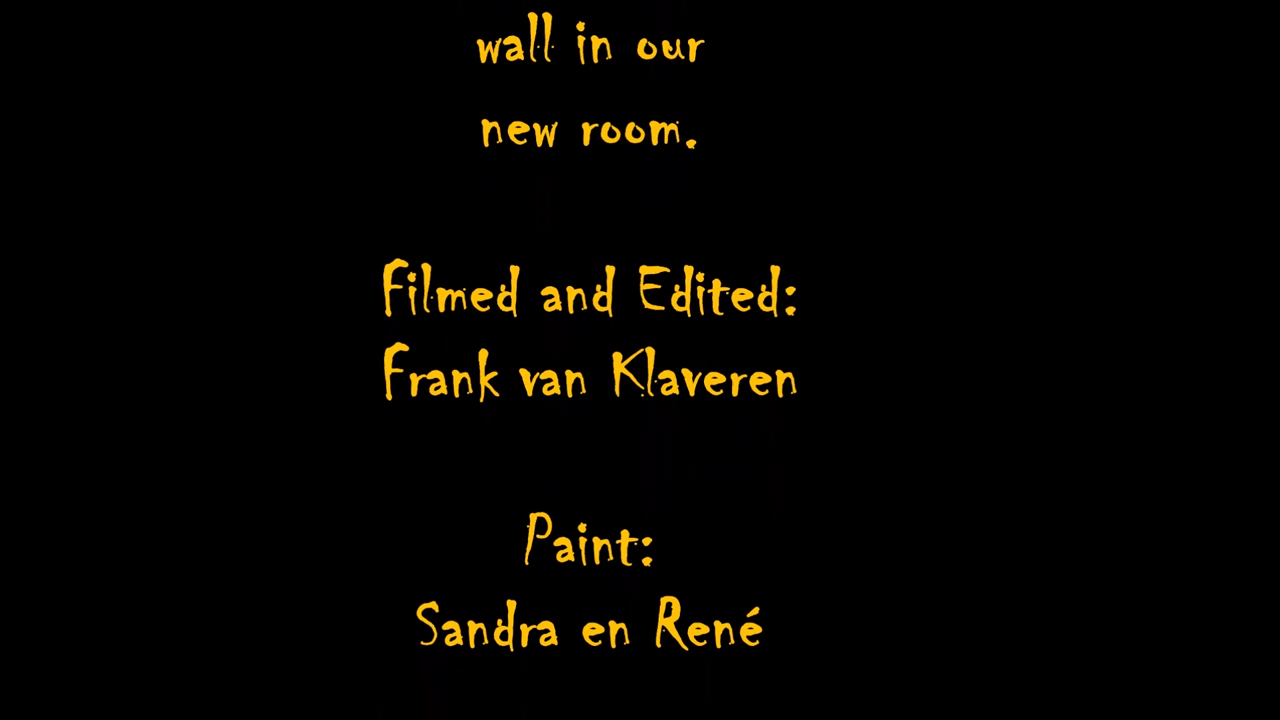 wall in our
new room.
Filmed and Edited:
Frank van Klaveren
Paint:
Sandra en René